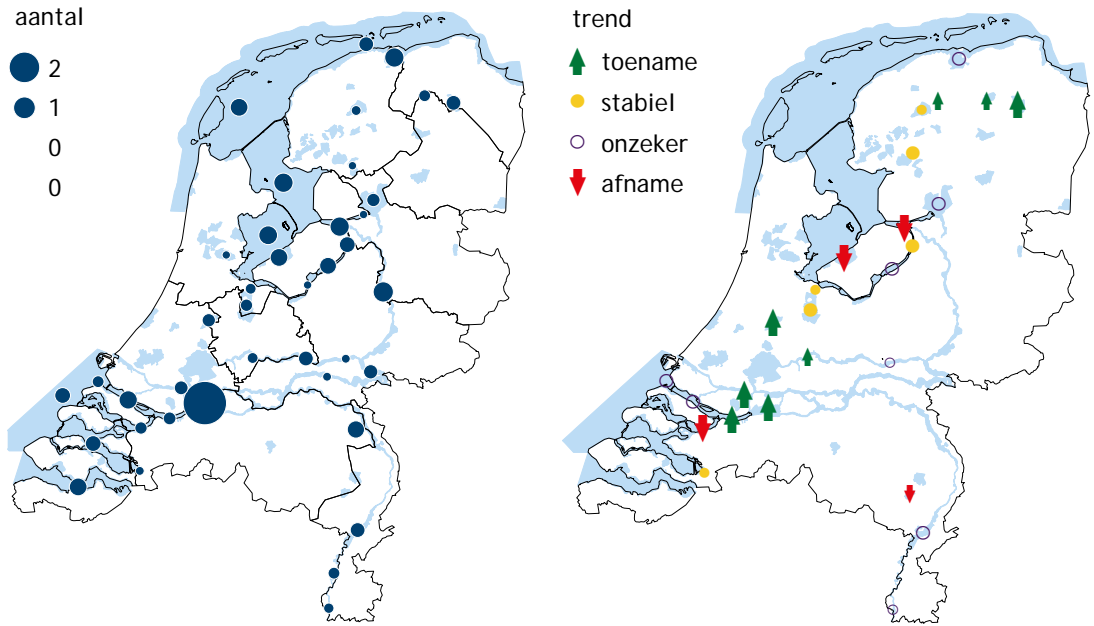 aantal
2
1
0
0
trend
toename
stabiel
onzeker
afname